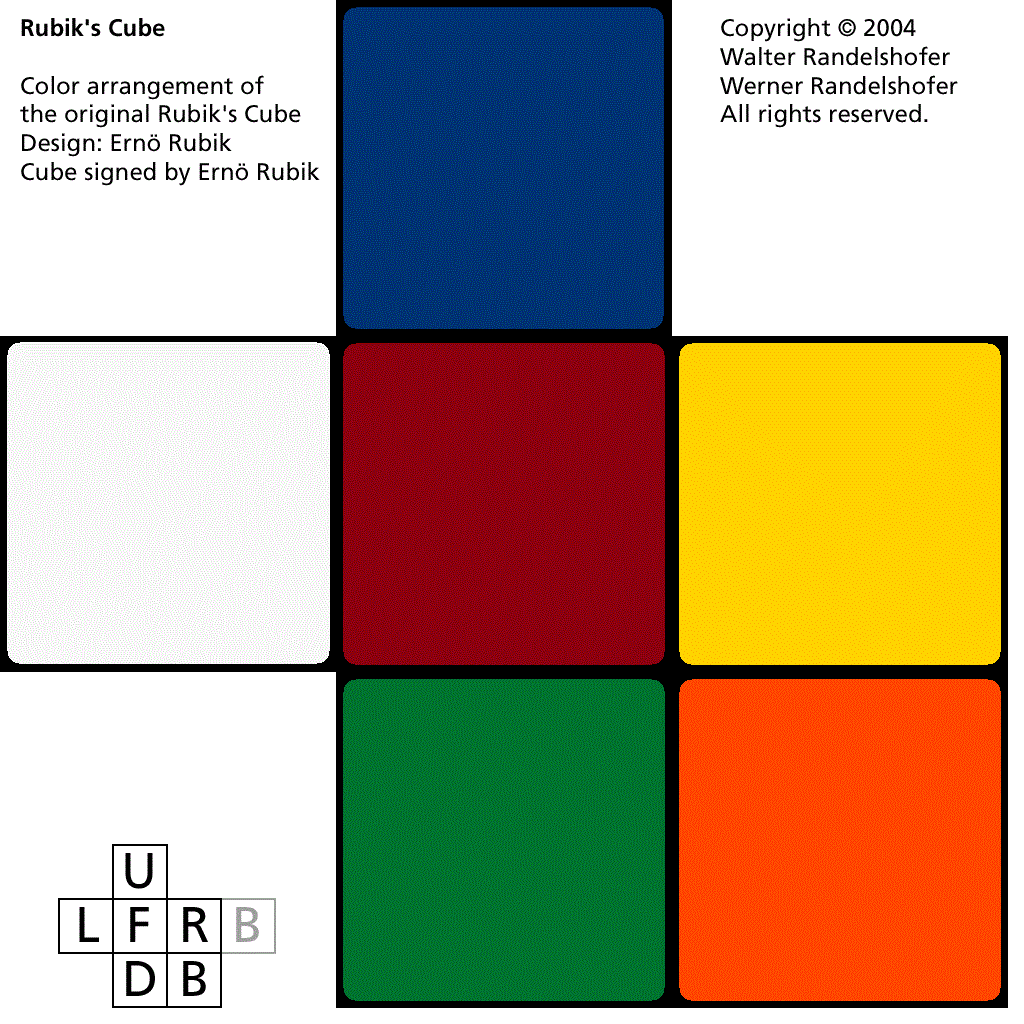 Rubik's Cube
Color arrangement of
the original Rubik's Cube
Design: Ernö Rubik
Cube signed by Ernö Rubik
Copyright © 2004
Walter Randelshofer
Werner Randelshofer
All rights reserved.
U
L F R B
D B